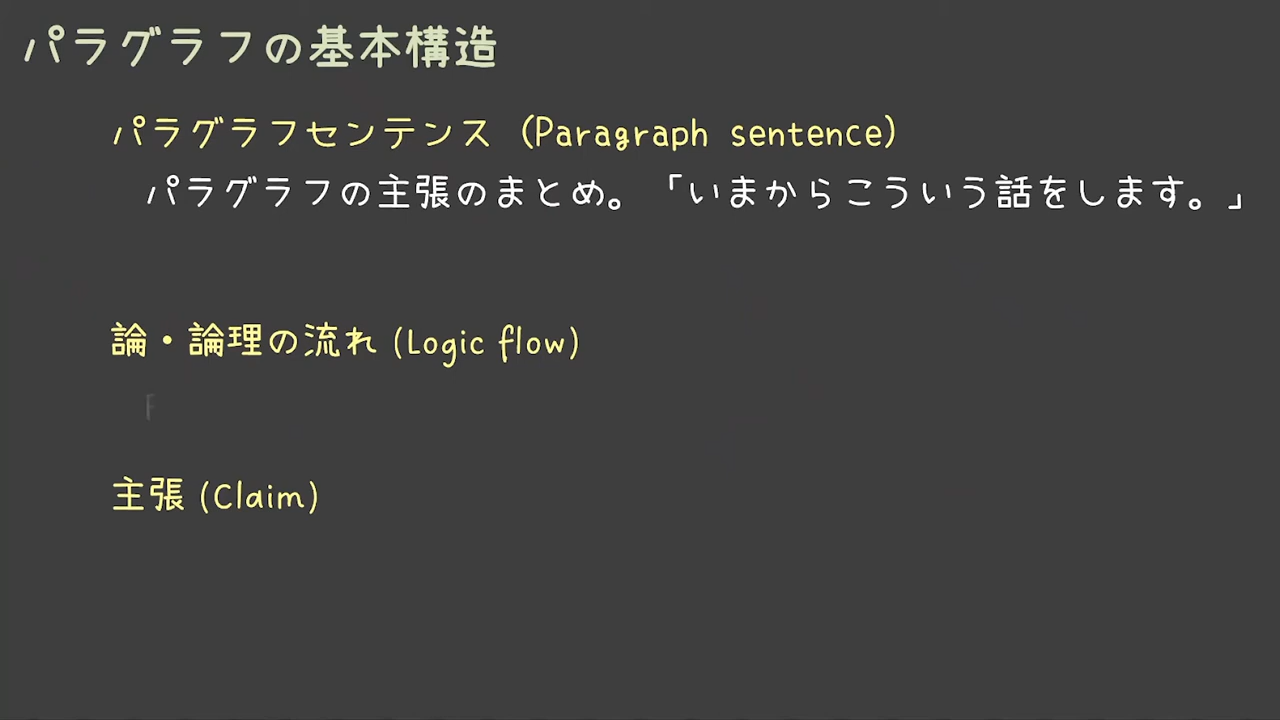 パラグラフの基本構造
パラグラフセンテンス (Paragraph sentence)
パラグラフの主張のまとめ。「いまからこういう話をします。」
論・論理の流れ (Logic flow)
主張 (Claim)